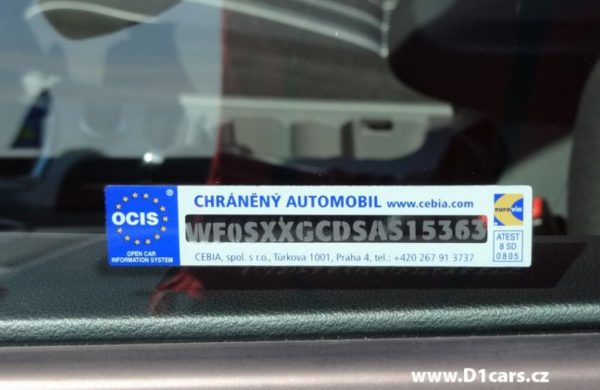 OCIS ®
OPEN CAR
INFORMATION SYSTEM
CHRÁNĚNÝ AUTOMOBIL www.cebia.com
WF0SXXGCDSAS15363
CEBIA, spol. s r.o., Türkova 1001, Praha 4, tel.: +420 267 91 3737
eurovin
ATEST
8 SD
0805
www.D1cars.cz